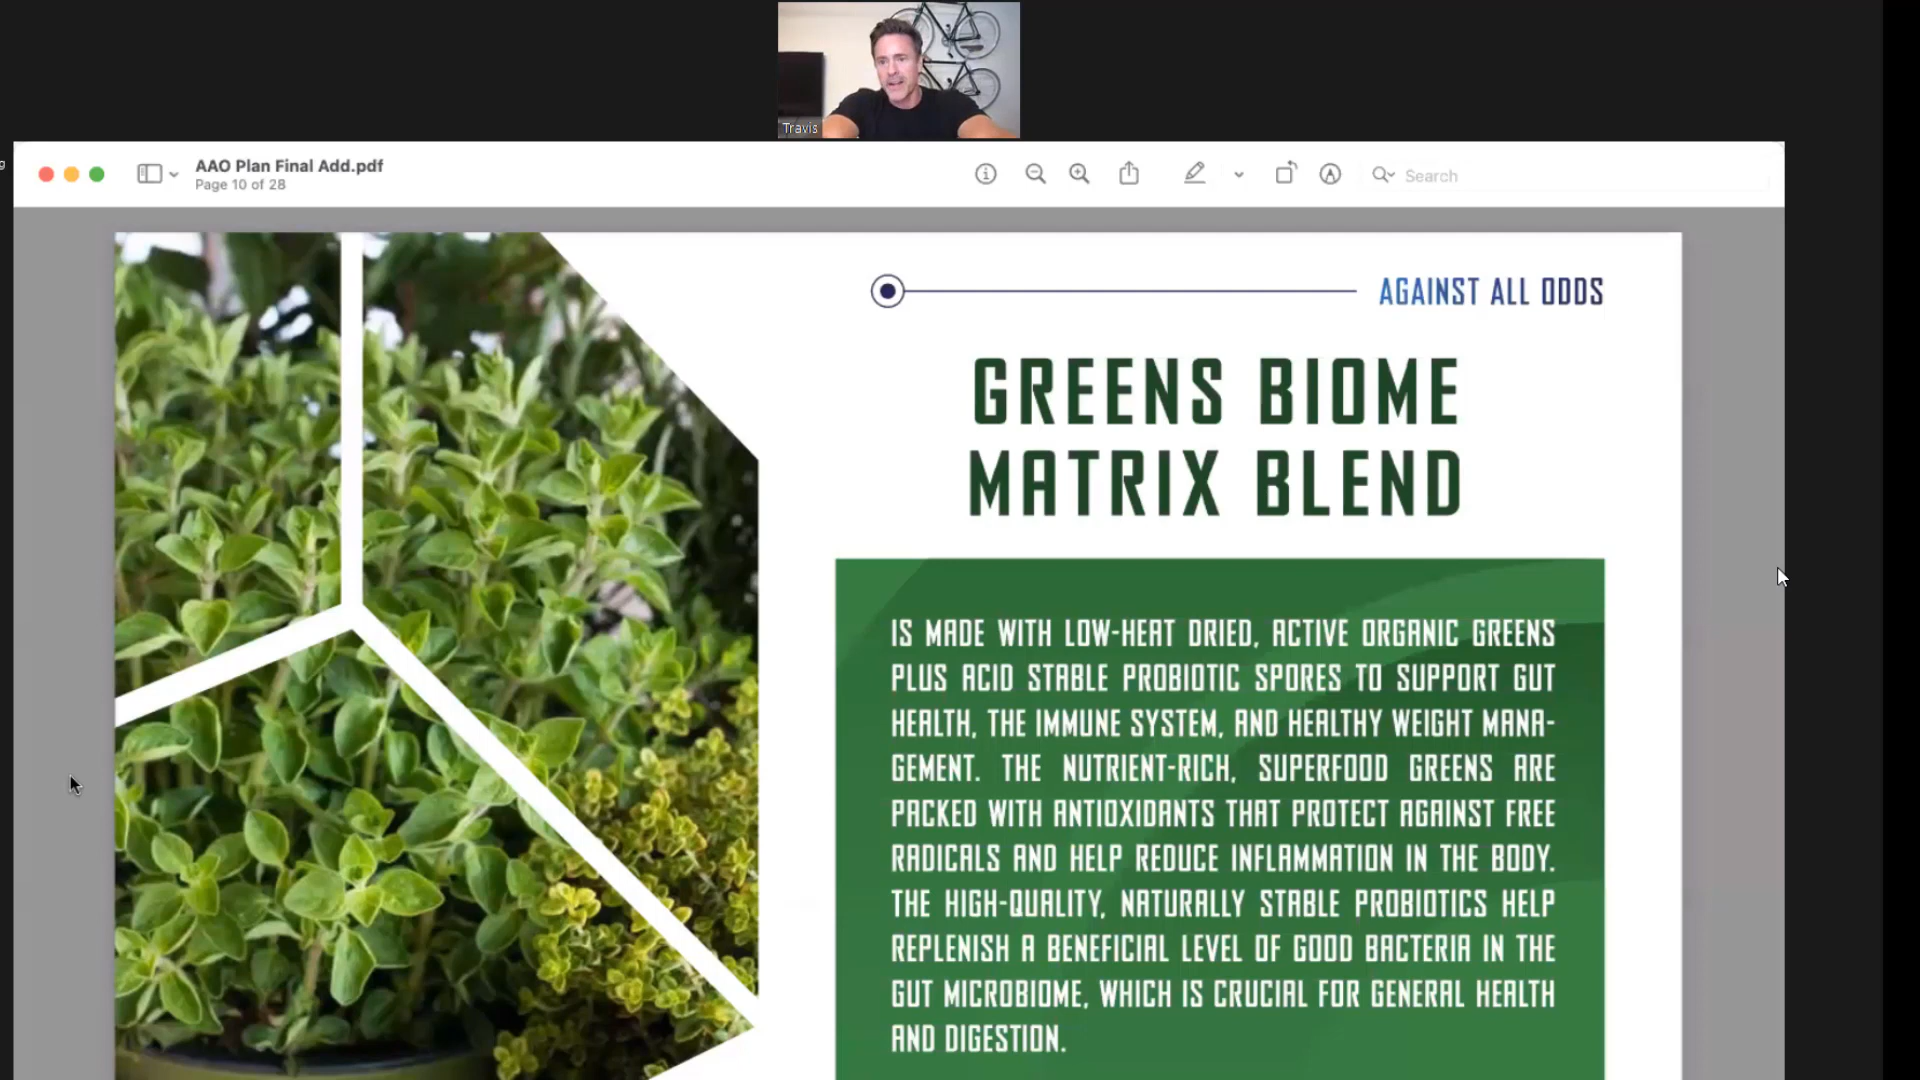 Travis
g
AAO Plan Final Add.pdf
Page 10 of 28
Search
AGAINST ALL ODDS
GREENS BIOME
MATRIX BLEND
IS MADE WITH LOW-HEAT DRIED, ACTIVE ORGANIC GREENS
PLUS ACID STABLE PROBIOTIC SPORES TO SUPPORT GUT
HEALTH, THE IMMUNE SYSTEM, AND HEALTHY WEIGHT MANA-
GEMENT. THE NUTRIENT-RICH, SUPERFOOD GREENS ARE
PACKED WITH ANTIOXIDANTS THAT PROTECT AGAINST FREE
RADICALS AND HELP REDUCE INFLAMMATION IN THE BODY.
THE HIGH-QUALITY, NATURALLY STABLE PROBIOTICS HELP
REPLENISH A BENEFICIAL LEVEL OF GOOD BACTERIA IN THE
GUT MICROBIOME, WHICH IS CRUCIAL FOR GENERAL HEALTH
AND DIGESTION.